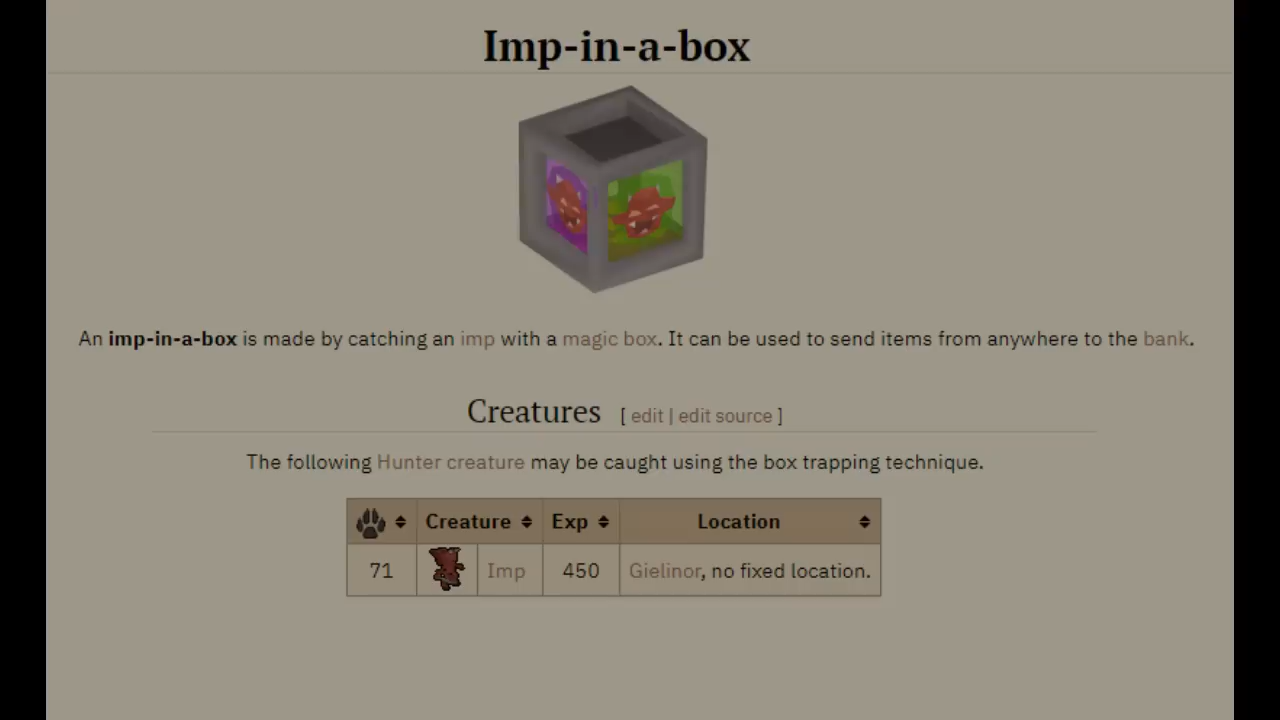 Imp-in-a-box
An imp-in-a-box is made by catching an imp with a magic box. It can be used to send items from anywhere to the bank.
Creatures [ edit | edit source ]
The following Hunter creature may be caught using the box trapping technique.
Creature Exp Location
71 Imp 450 Gielinor, no fixed location.